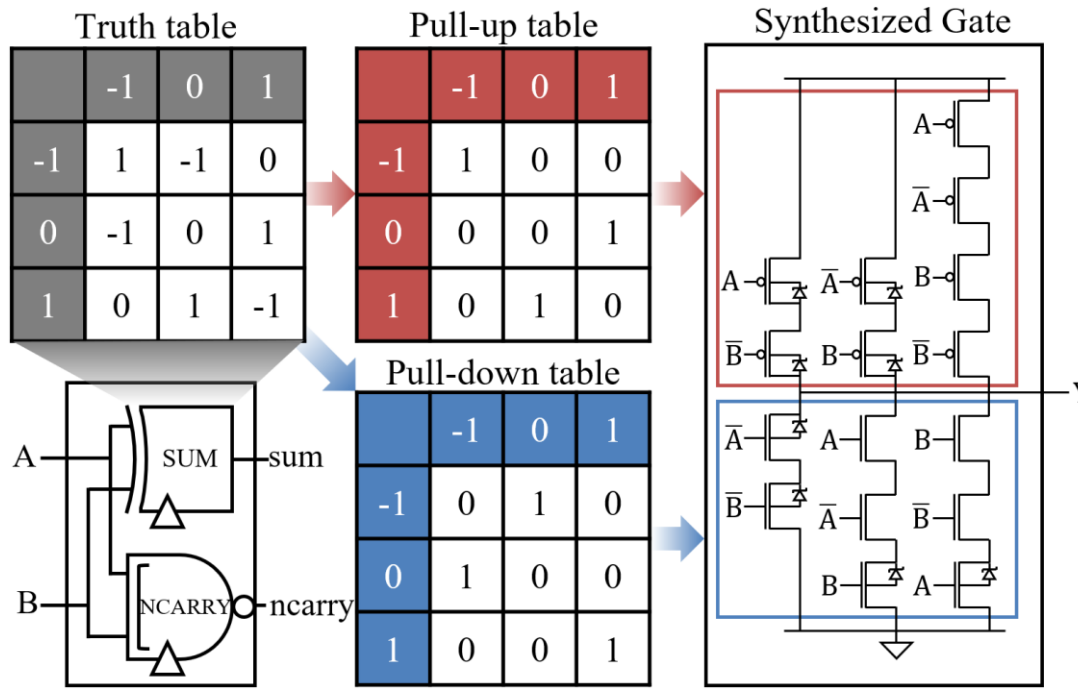 Truth table
-1 0 1
-1 1 -1 0
0 -1 0 1
1 0 1 -1
Pull-up table
-1 0 1
-1 1 0 0
0 0 0 1
1 0 1 0
Pull-down table
-1 0 1
-1 0 1 0
0 1 0 0
1 0 0 1
A
B
SUM
sum
NCARRY
ncarry
Synthesized Gate
A
A̅
A A̅ B
B̅ B B̅
Y
A̅ A B
B̅ A̅ B̅
B A